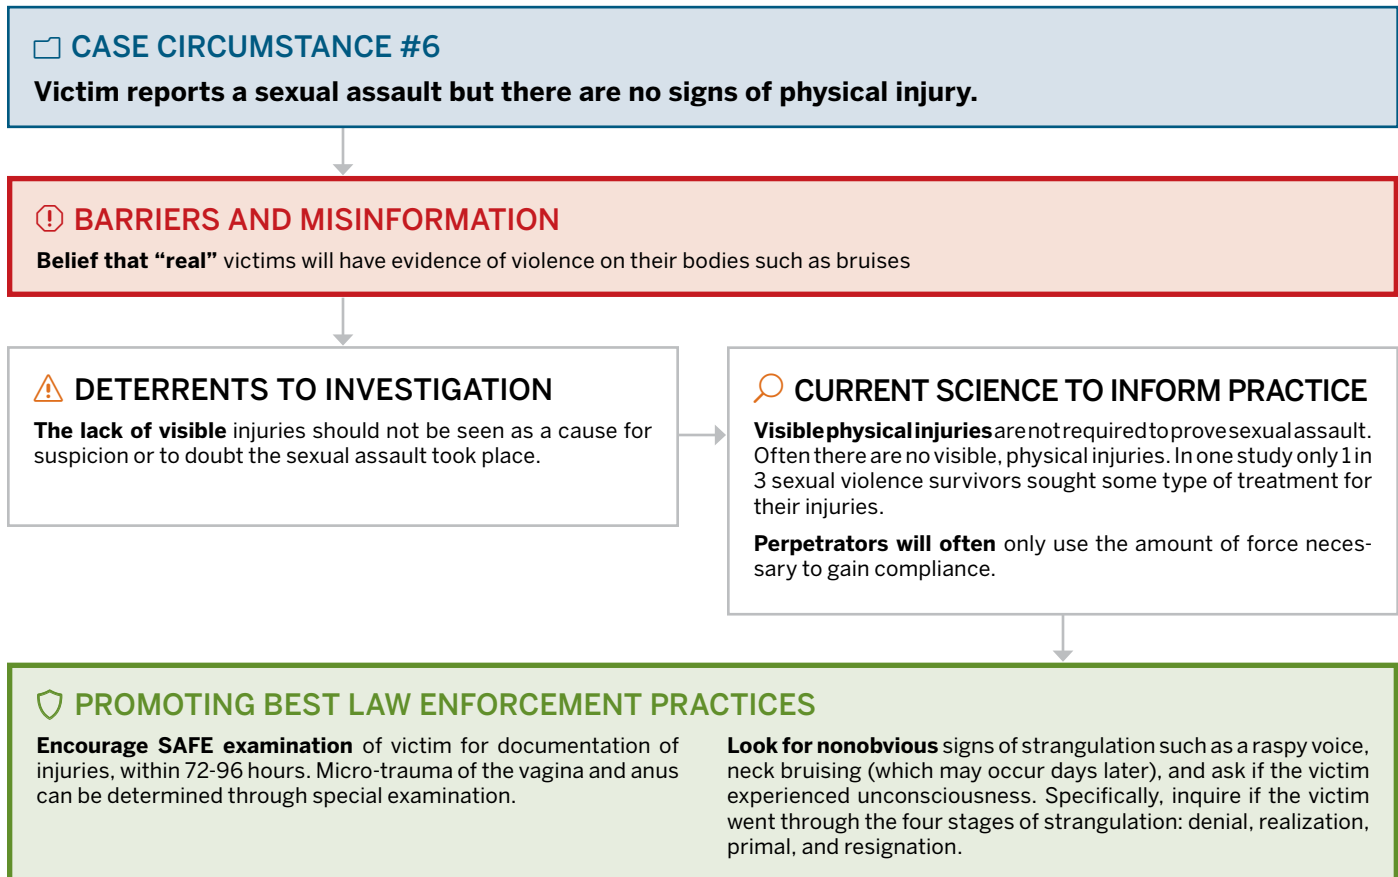 CASE CIRCUMSTANCE #6
Victim reports a sexual assault but there are no signs of physical injury.
BARRIERS AND MISINFORMATION
Belief that “real” victims will have evidence of violence on their bodies such as bruises
DETERRENTS TO INVESTIGATION
The lack of visible injuries should not be seen as a cause for
suspicion or to doubt the sexual assault took place.
CURRENT SCIENCE TO INFORM PRACTICE
Visible physical injuries are not required to prove sexual assault.
Often there are no visible, physical injuries. In one study only 1 in
3 sexual violence survivors sought some type of treatment for
their injuries.
Perpetrators will often only use the amount of force neces-
sary to gain compliance.
PROMOTING BEST LAW ENFORCEMENT PRACTICES
Encourage SAFE examination of victim for documentation of
injuries, within 72-96 hours. Micro-trauma of the vagina and anus
can be determined through special examination.
Look for nonobvious signs of strangulation such as a raspy voice,
neck bruising (which may occur days later), and ask if the victim
experienced unconsciousness. Specifically, inquire if the victim
went through the four stages of strangulation: denial, realization,
primal, and resignation.